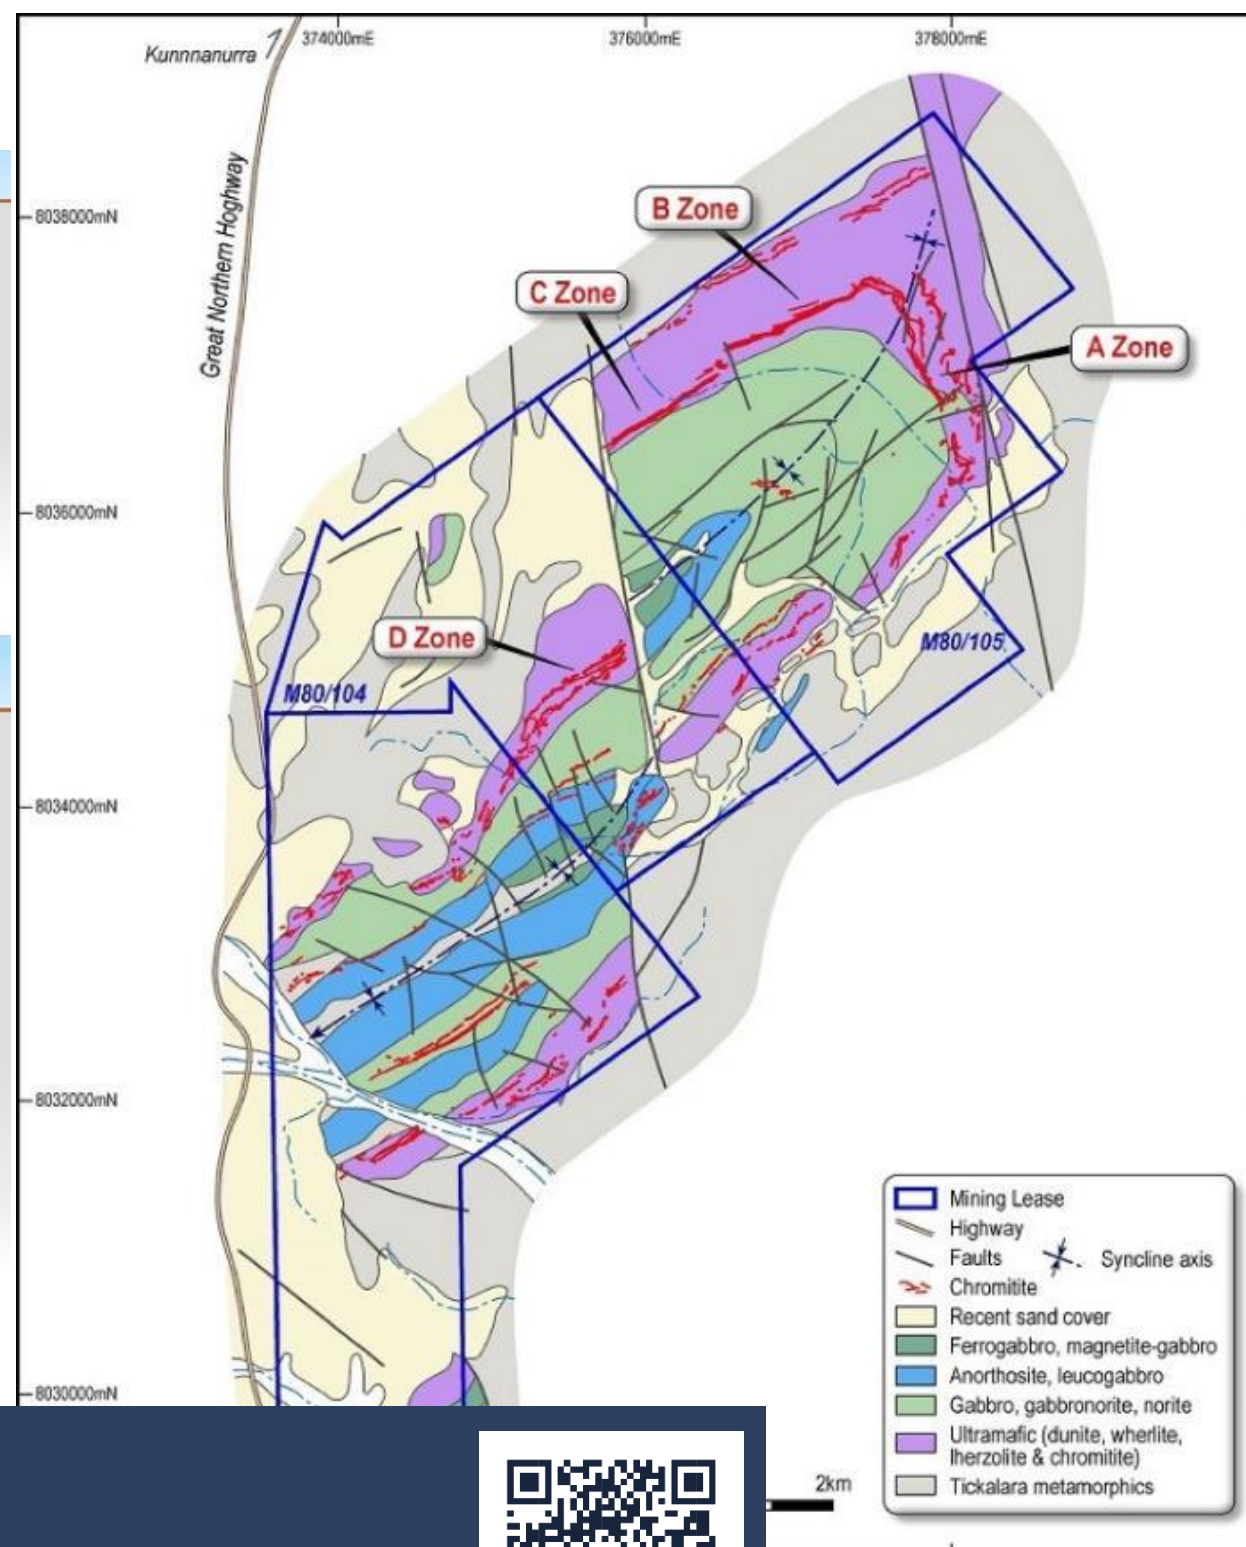 374000mE
376000mE
378000mE
Kunnnanurra
Great Northern Hoghway
8038000mN
B Zone
C Zone
A Zone
8036000mN
D Zone
M80/105
M80/104
8034000mN
8032000mN
8030000mN
Mining Lease
Highway
Faults
Syncline axis
Chromitite
Recent sand cover
Ferrogabbro, magnetite-gabbro
Anorthosite, leucogabbro
Gabbro, gabbronorite, norite
Ultramafic (dunite, wherlite,
lherzolite & chromitite)
Tickalara metamorphics
2km